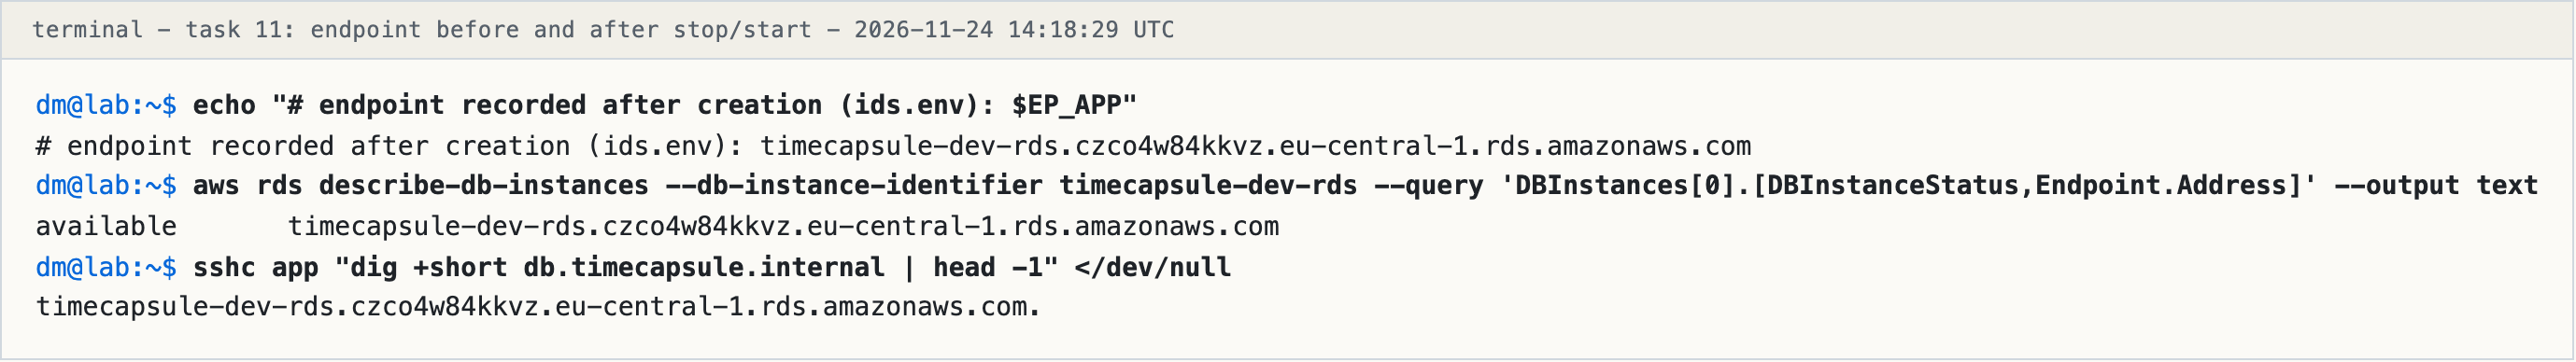 terminal – task 11: endpoint before and after stop/start – 2026-11-24 14:18:29 UTC
dm@lab:~$ echo "# endpoint recorded after creation (ids.env): $EP_APP"
# endpoint recorded after creation (ids.env): timecapsule-dev-rds.czco4w84kkvz.eu-central-1.rds.amazonaws.com
dm@lab:~$ aws rds describe-db-instances --db-instance-identifier timecapsule-dev-rds --query 'DBInstances[0].[DBInstanceStatus,Endpoint.Address]' --output text
available       timecapsule-dev-rds.czco4w84kkvz.eu-central-1.rds.amazonaws.com
dm@lab:~$ sshc app "dig +short db.timecapsule.internal | head -1" </dev/null
timecapsule-dev-rds.czco4w84kkvz.eu-central-1.rds.amazonaws.com.